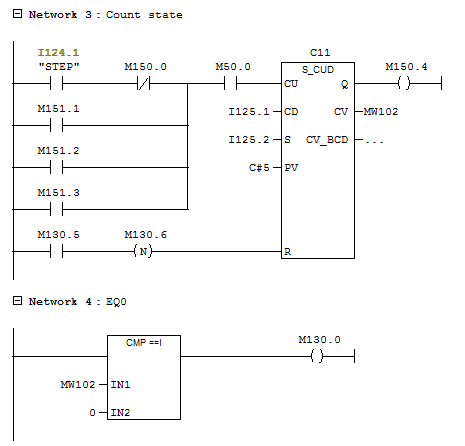 Network 3 : Count state
I124.1
"STEP" M150.0 M50.0 C11 M150.4
S_CUD
CU Q
M151.1 I125.1 CD CV MW102
M151.2 I125.2 S CV_BCD ...
C#5 PV
M151.3
M130.5 M130.6
(N) R
Network 4 : EQ0
CMP ==I M130.0
MW102 IN1
0 IN2